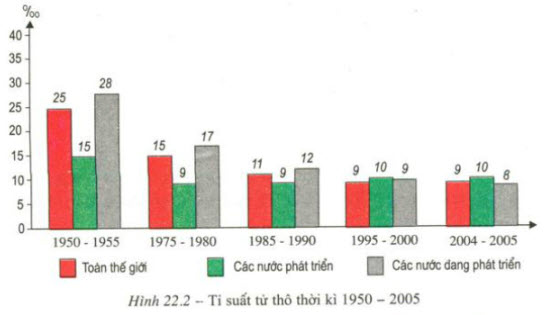 ‰
40
35
30
25
20
15
10
5
0
25
15
28
15
9
17
11
9
12
9
10
9
9
10
8
1950 - 1955
1975 - 1980
1985 - 1990
1995 - 2000
2004 - 2005
Toàn thế giới
Các nước phát triển
Các nước đang phát triển
Hình 22.2 – Tỉ suất tử thô thời kì 1950 – 2005